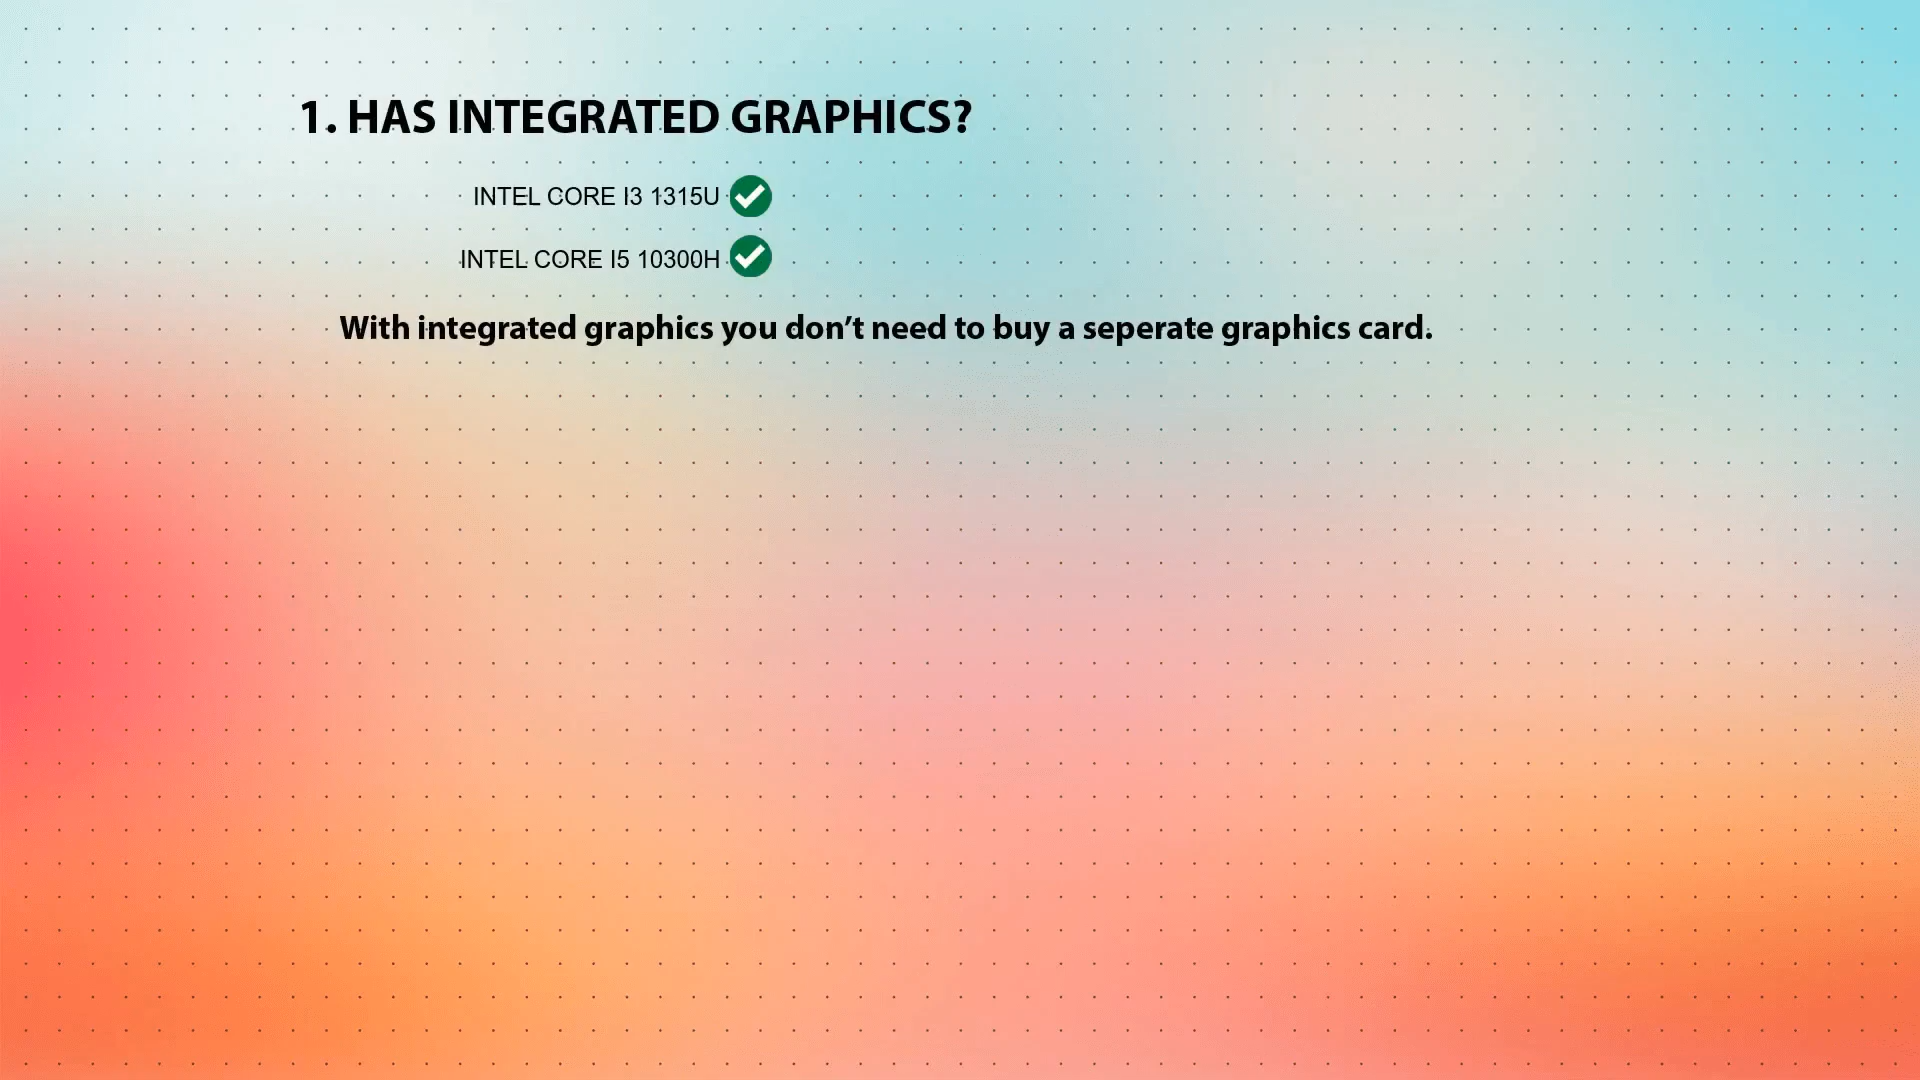 1. HAS INTEGRATED GRAPHICS?
INTEL CORE I3 1315U
INTEL CORE I5 10300H
With integrated graphics you don’t need to buy a seperate graphics card.